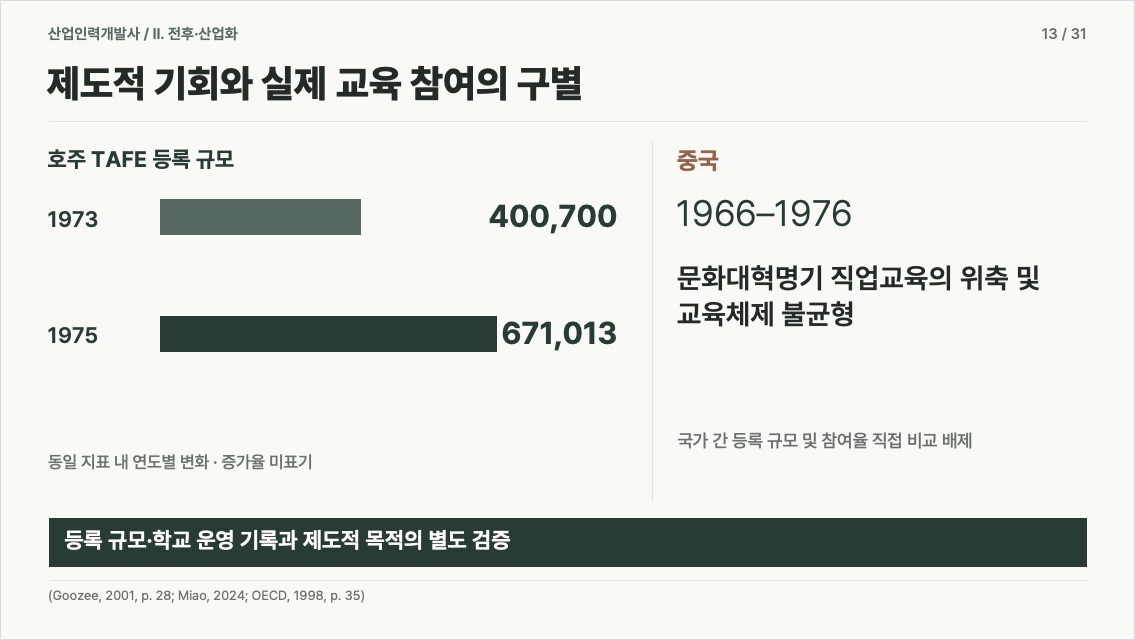 산업인력개발사 / II. 전후·산업화
13 / 31
제도적 기회와 실제 교육 참여의 구별
호주 TAFE 등록 규모
1973
400,700
1975
671,013
동일 지표 내 연도별 변화 · 증가율 미표기
중국
1966–1976
문화대혁명기 직업교육의 위축 및
교육체제 불균형
국가 간 등록 규모 및 참여율 직접 비교 배제
등록 규모·학교 운영 기록과 제도적 목적의 별도 검증
(Goozee, 2001, p. 28; Miao, 2024; OECD, 1998, p. 35)